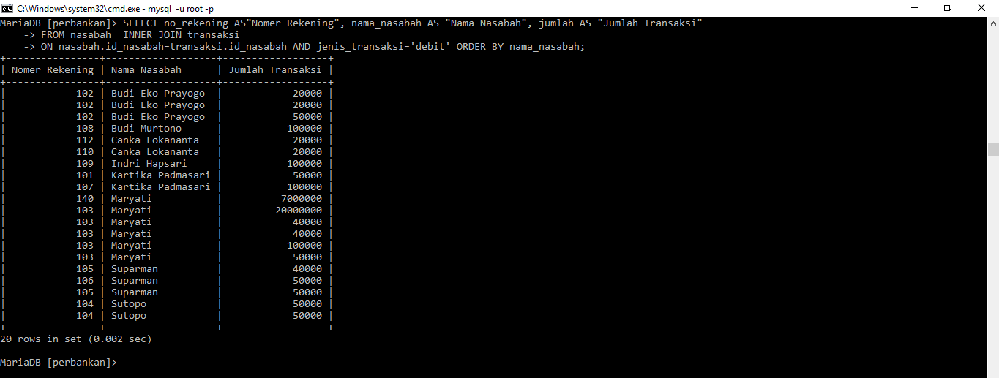 C:\Windows\system32\cmd.exe - mysql  -u root -p
MariaDB [perbankan]> SELECT no_rekening AS"Nomer Rekening", nama_nasabah AS "Nama Nasabah", jumlah AS "Jumlah Transaksi"
    -> FROM nasabah  INNER JOIN transaksi
    -> ON nasabah.id_nasabah=transaksi.id_nasabah AND jenis_transaksi='debit' ORDER BY nama_nasabah;
+----------------+-------------------+------------------+
| Nomer Rekening | Nama Nasabah      | Jumlah Transaksi |
+----------------+-------------------+------------------+
|            102 | Budi Eko Prayogo  |            20000 |
|            102 | Budi Eko Prayogo  |            20000 |
|            102 | Budi Eko Prayogo  |            50000 |
|            108 | Budi Murtono      |           100000 |
|            112 | Canka Lokananta   |            20000 |
|            110 | Canka Lokananta   |            20000 |
|            109 | Indri Hapsari     |           100000 |
|            101 | Kartika Padmasari |            50000 |
|            107 | Kartika Padmasari |           100000 |
|            140 | Maryati           |          7000000 |
|            103 | Maryati           |         20000000 |
|            103 | Maryati           |            40000 |
|            103 | Maryati           |            40000 |
|            103 | Maryati           |           100000 |
|            103 | Maryati           |            50000 |
|            105 | Suparman          |            40000 |
|            106 | Suparman          |            50000 |
|            105 | Suparman          |            50000 |
|            104 | Sutopo            |            50000 |
|            104 | Sutopo            |            50000 |
+----------------+-------------------+------------------+
20 rows in set (0.002 sec)
MariaDB [perbankan]>